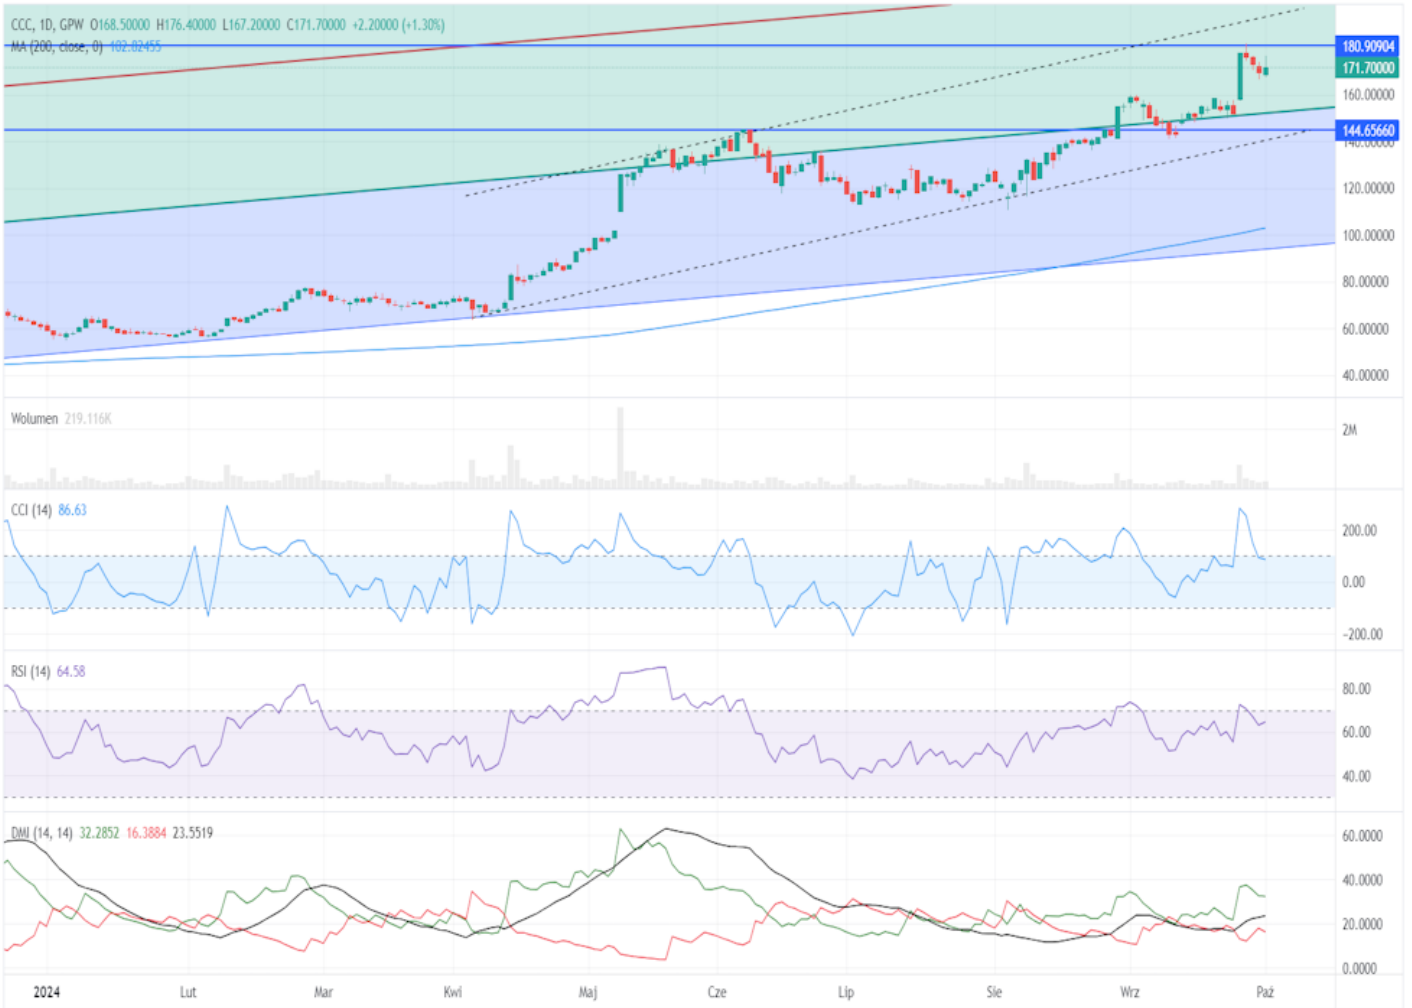 CCC, 1D, GPW O168.50000 H176.40000 L167.20000 C171.70000 +2.20000 (+1.30%)
MA (200, close, 0) 102.82455
180.90904
171.70000
160.00000
144.65660
140.00000
120.00000
100.00000
80.00000
60.00000
40.00000
Wolumen 219.116K
2M
CCI (14) 86.63
200.00
0.00
-200.00
RSI (14) 64.58
80.00
60.00
40.00
DMI (14, 14) 32.2852 16.3884 23.5519
60.0000
40.0000
20.0000
0.0000
2024 Lut Mar Kwi Maj Cze Lip Sie Wrz Paź